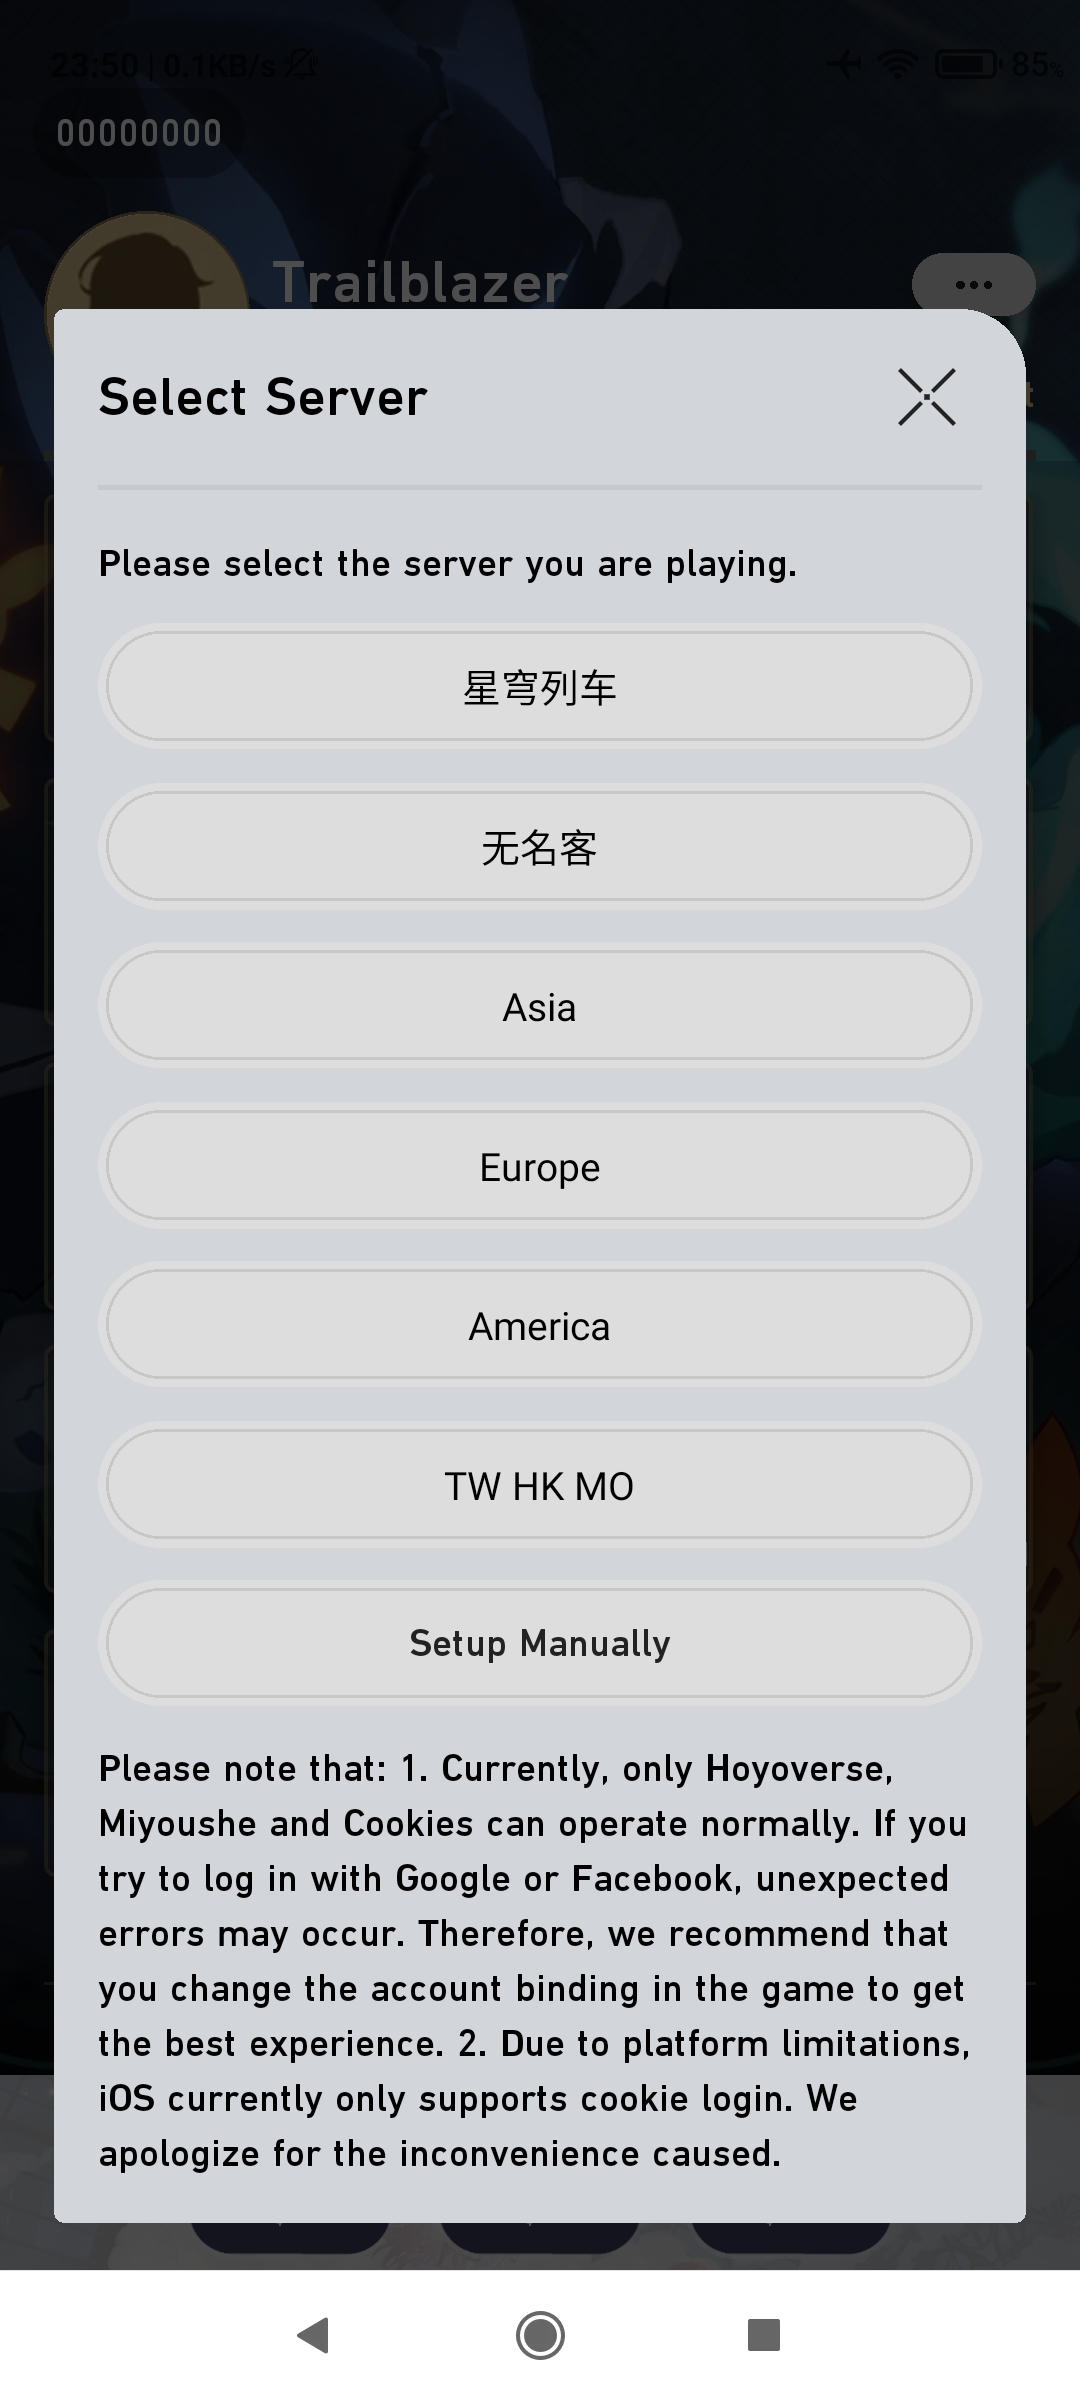 23:50 | 0.1KB/s
85%
00000000
Trailblazer
Select Server
Please select the server you are playing.
星穹列车
无名客
Asia
Europe
America
TW HK MO
Setup Manually
Please note that: 1. Currently, only Hoyoverse,
Miyoushe and Cookies can operate normally. If you
try to log in with Google or Facebook, unexpected
errors may occur. Therefore, we recommend that
you change the account binding in the game to get
the best experience. 2. Due to platform limitations,
iOS currently only supports cookie login. We
apologize for the inconvenience caused.